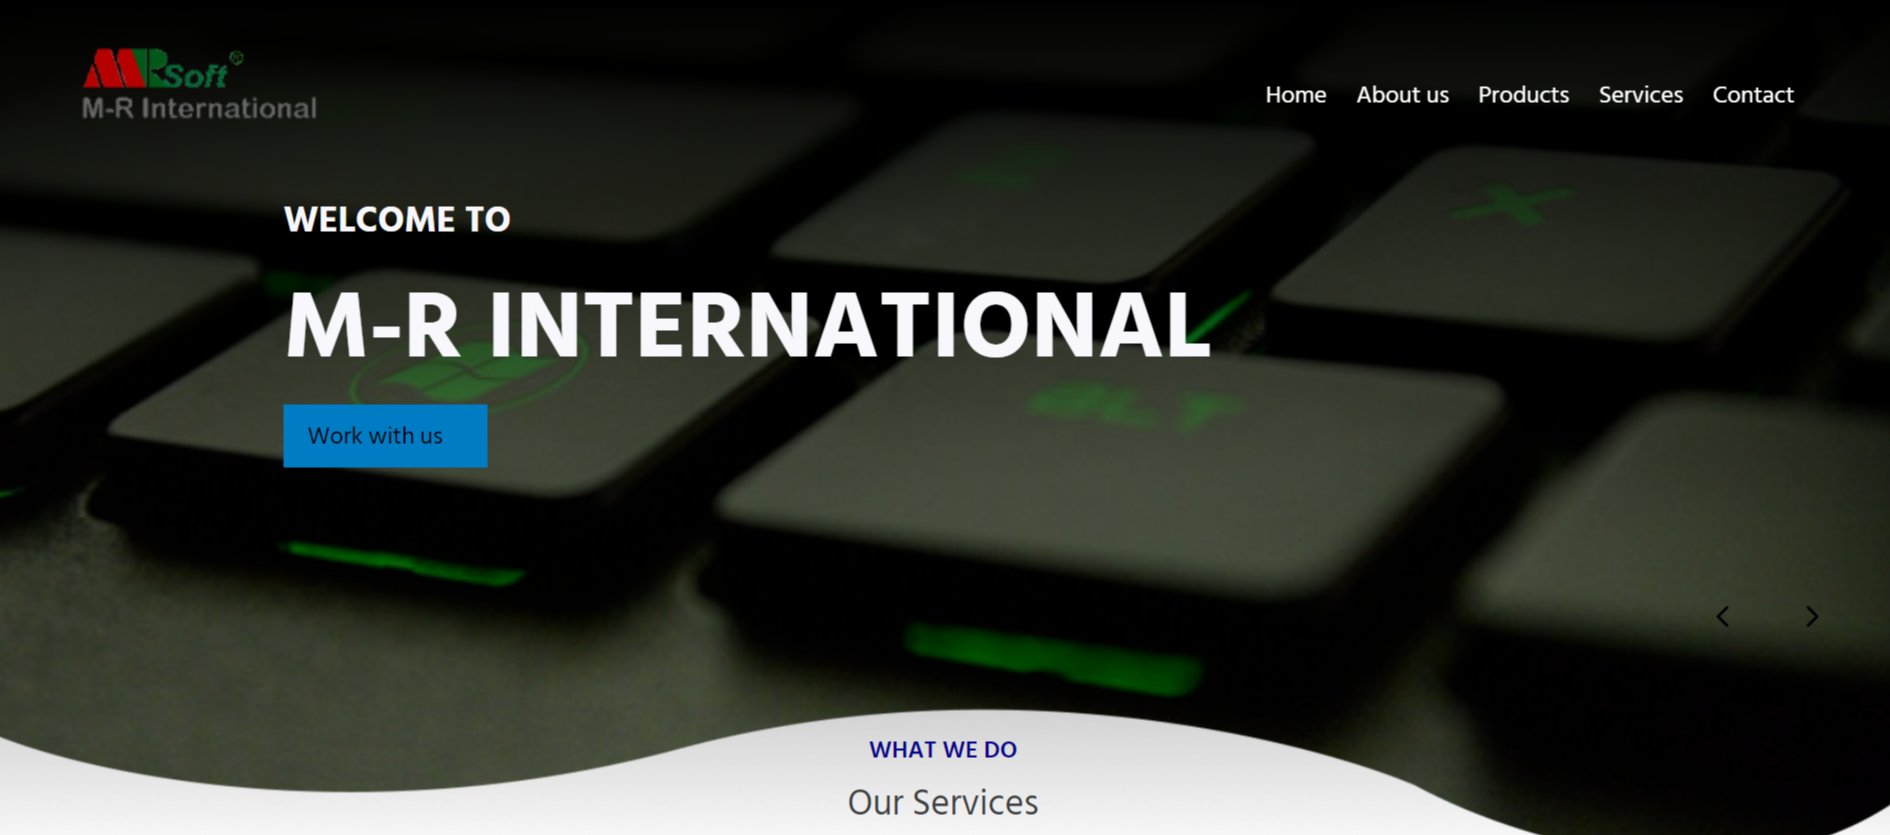 MRSoft®
M-R International
Home About us Products Services Contact
WELCOME TO
M-R INTERNATIONAL
Work with us
ALT
WHAT WE DO
Our Services